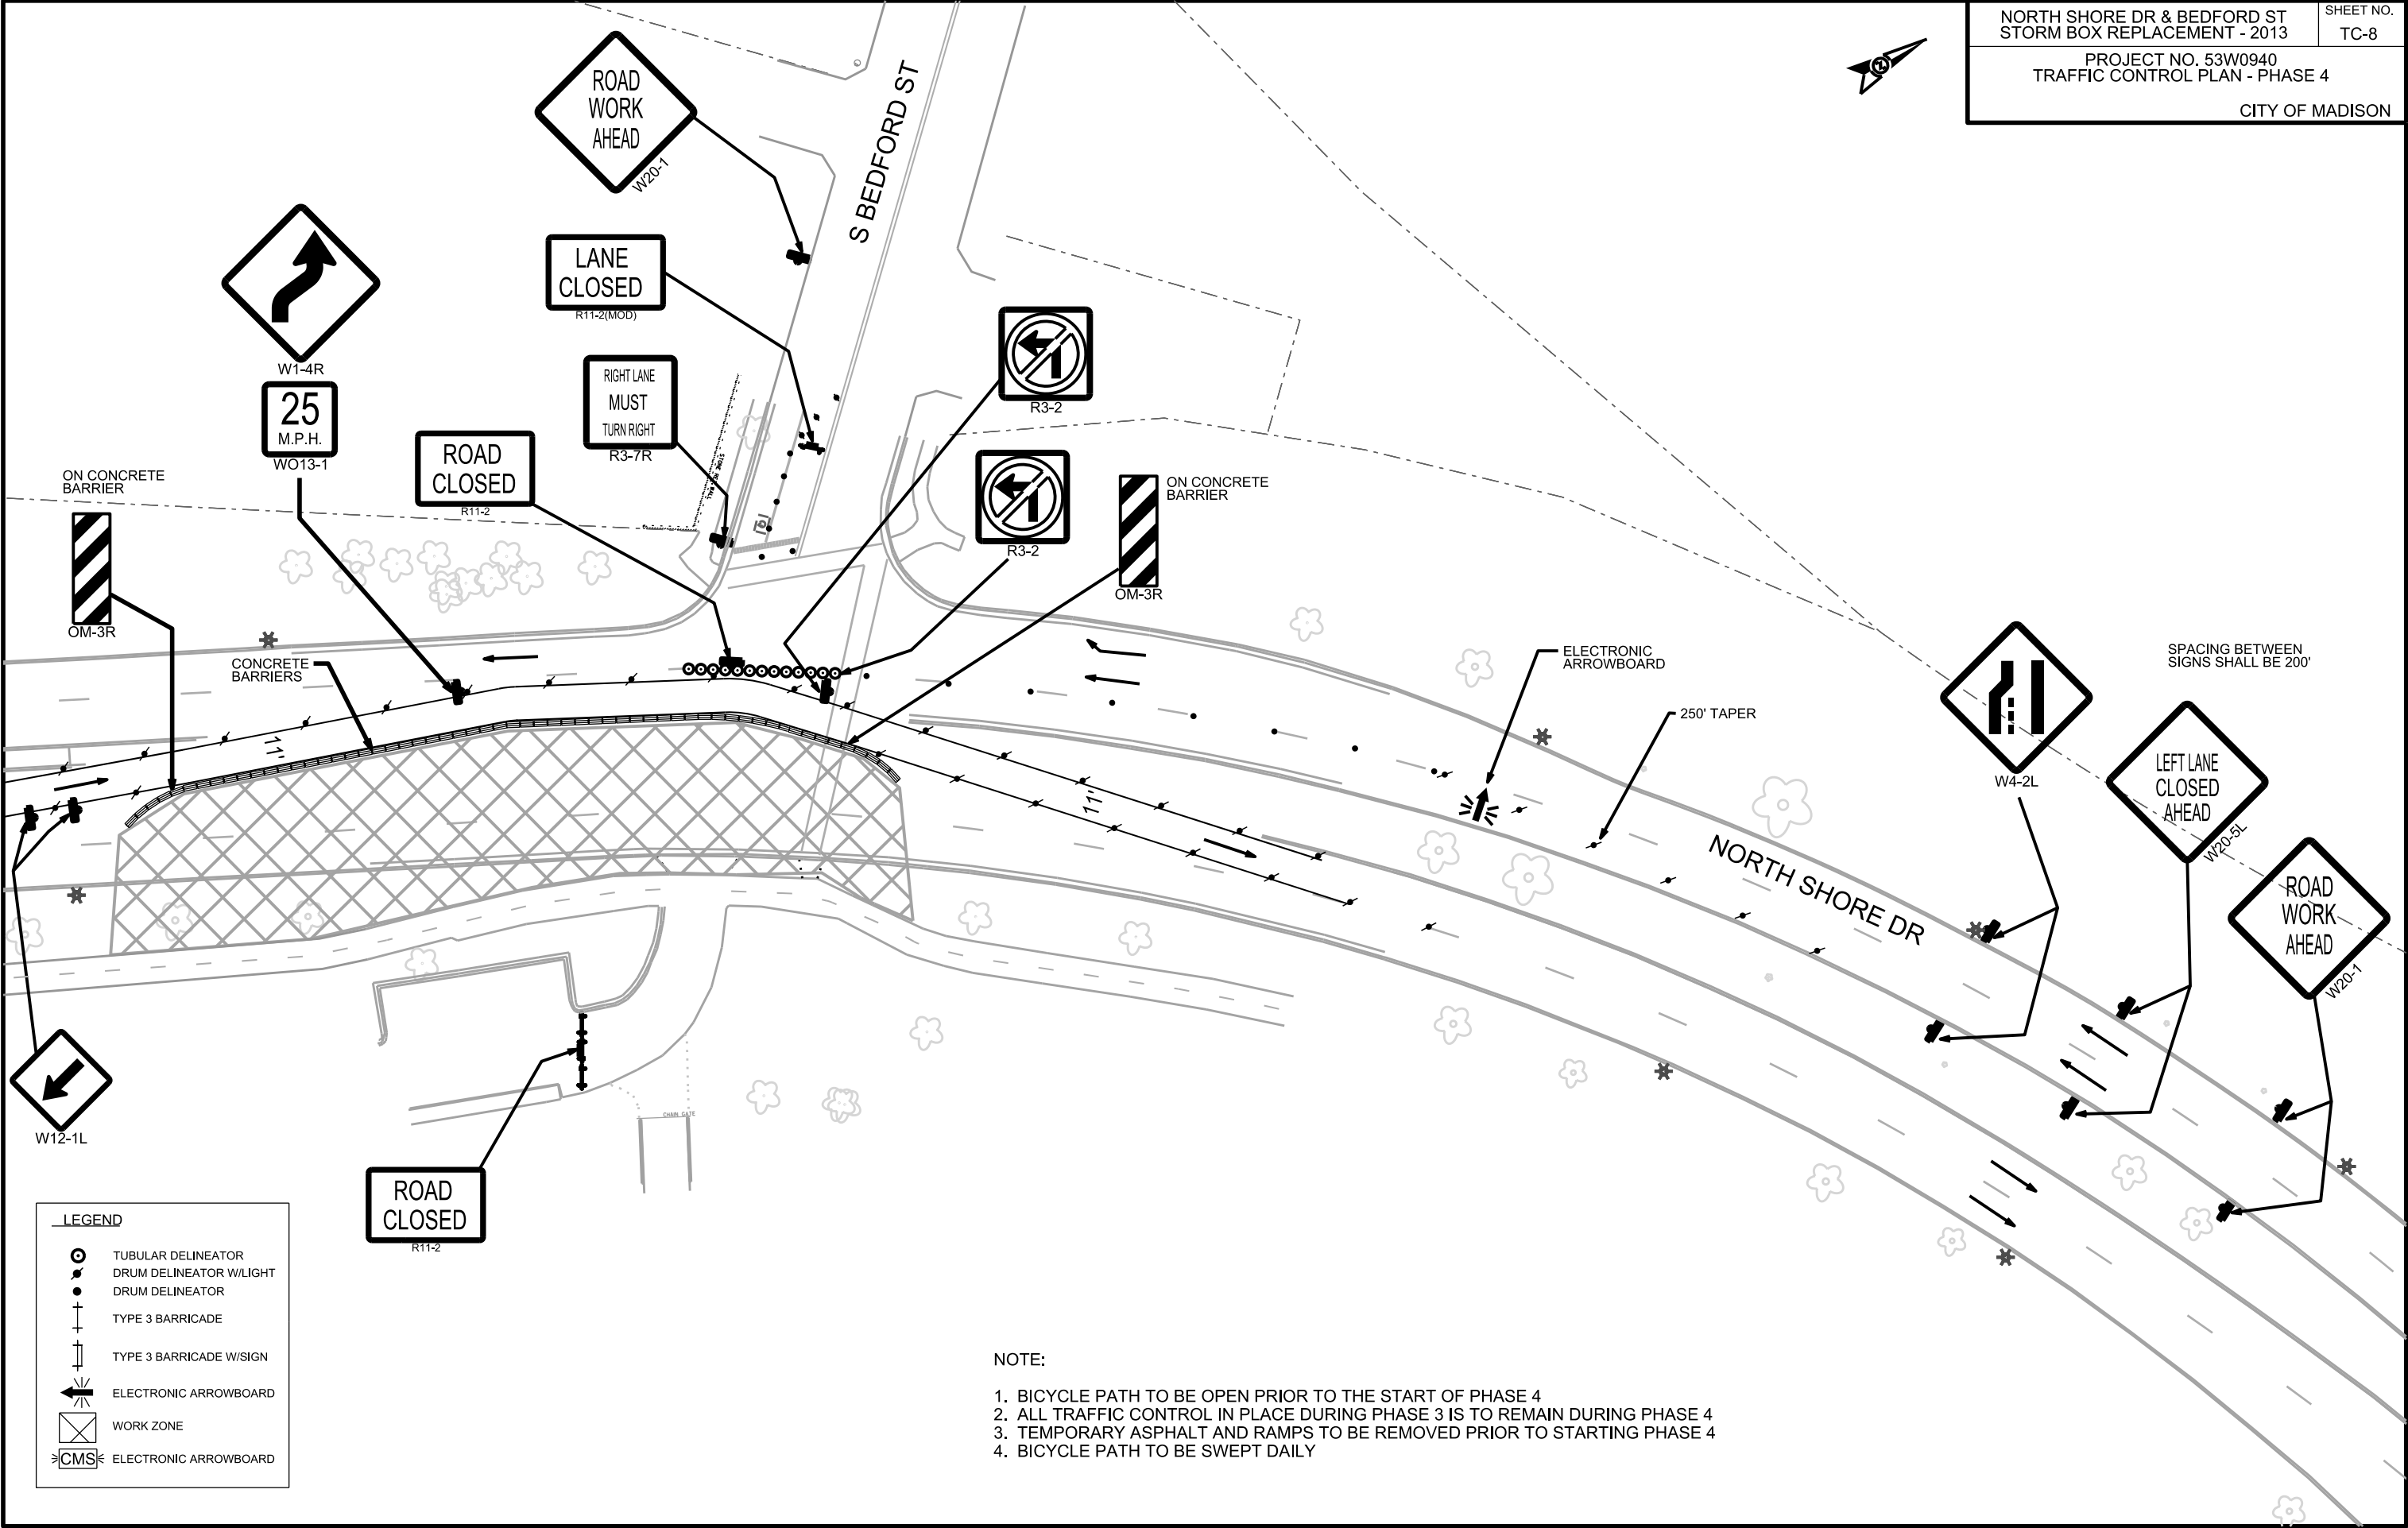 NORTH SHORE DR & BEDFORD ST
STORM BOX REPLACEMENT - 2013
SHEET NO.
TC-8
PROJECT NO. 53W0940
TRAFFIC CONTROL PLAN - PHASE 4
CITY OF MADISON
ROAD
WORK
AHEAD
W20-1
S BEDFORD ST
W1-4R
25
M.P.H.
WO13-1
LANE
CLOSED
R11-2(MOD)
RIGHT LANE
MUST
TURN RIGHT
R3-7R
ROAD
CLOSED
R11-2
R3-2
R3-2
ON CONCRETE
BARRIER
OM-3R
ON CONCRETE
BARRIER
OM-3R
CONCRETE
BARRIERS
11'
11'
ELECTRONIC
ARROWBOARD
250' TAPER
NORTH SHORE DR
W4-2L
SPACING BETWEEN
SIGNS SHALL BE 200'
LEFT LANE
CLOSED
AHEAD
W20-5L
ROAD
WORK
AHEAD
W20-1
W12-1L
CHAIN GATE
ROAD
CLOSED
R11-2
LEGEND
TUBULAR DELINEATOR
DRUM DELINEATOR W/LIGHT
DRUM DELINEATOR
TYPE 3 BARRICADE
TYPE 3 BARRICADE W/SIGN
ELECTRONIC ARROWBOARD
WORK ZONE
CMS ELECTRONIC ARROWBOARD
NOTE:
1. BICYCLE PATH TO BE OPEN PRIOR TO THE START OF PHASE 4
2. ALL TRAFFIC CONTROL IN PLACE DURING PHASE 3 IS TO REMAIN DURING PHASE 4
3. TEMPORARY ASPHALT AND RAMPS TO BE REMOVED PRIOR TO STARTING PHASE 4
4. BICYCLE PATH TO BE SWEPT DAILY